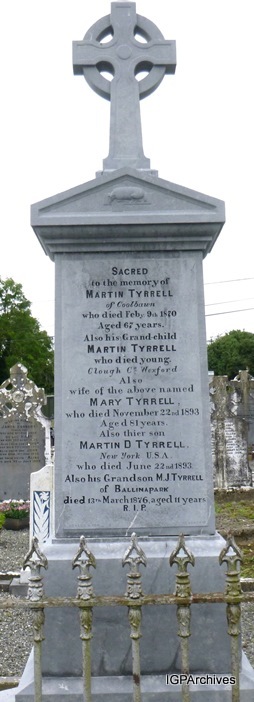 SACRED
to the memory of
MARTIN TYRRELL
of Coolbawn
who died Feby 9th 1870
Aged 67 years.
Also his Grand child
MARTIN TYRRELL
who died young.
Clough Co. Wexford
Also
wife of the above named
MARY TYRRELL,
who died November 22nd 1893
Aged 81 years.
Also thier son
MARTIN D TYRRELL.
New York U.S.A.
who died June 22nd 1893.
Also his Grandson M.J TYRRELL
of BALLINAPARK
died 13th March 1876, aged 11 years
R.I.P.
IGPArchives